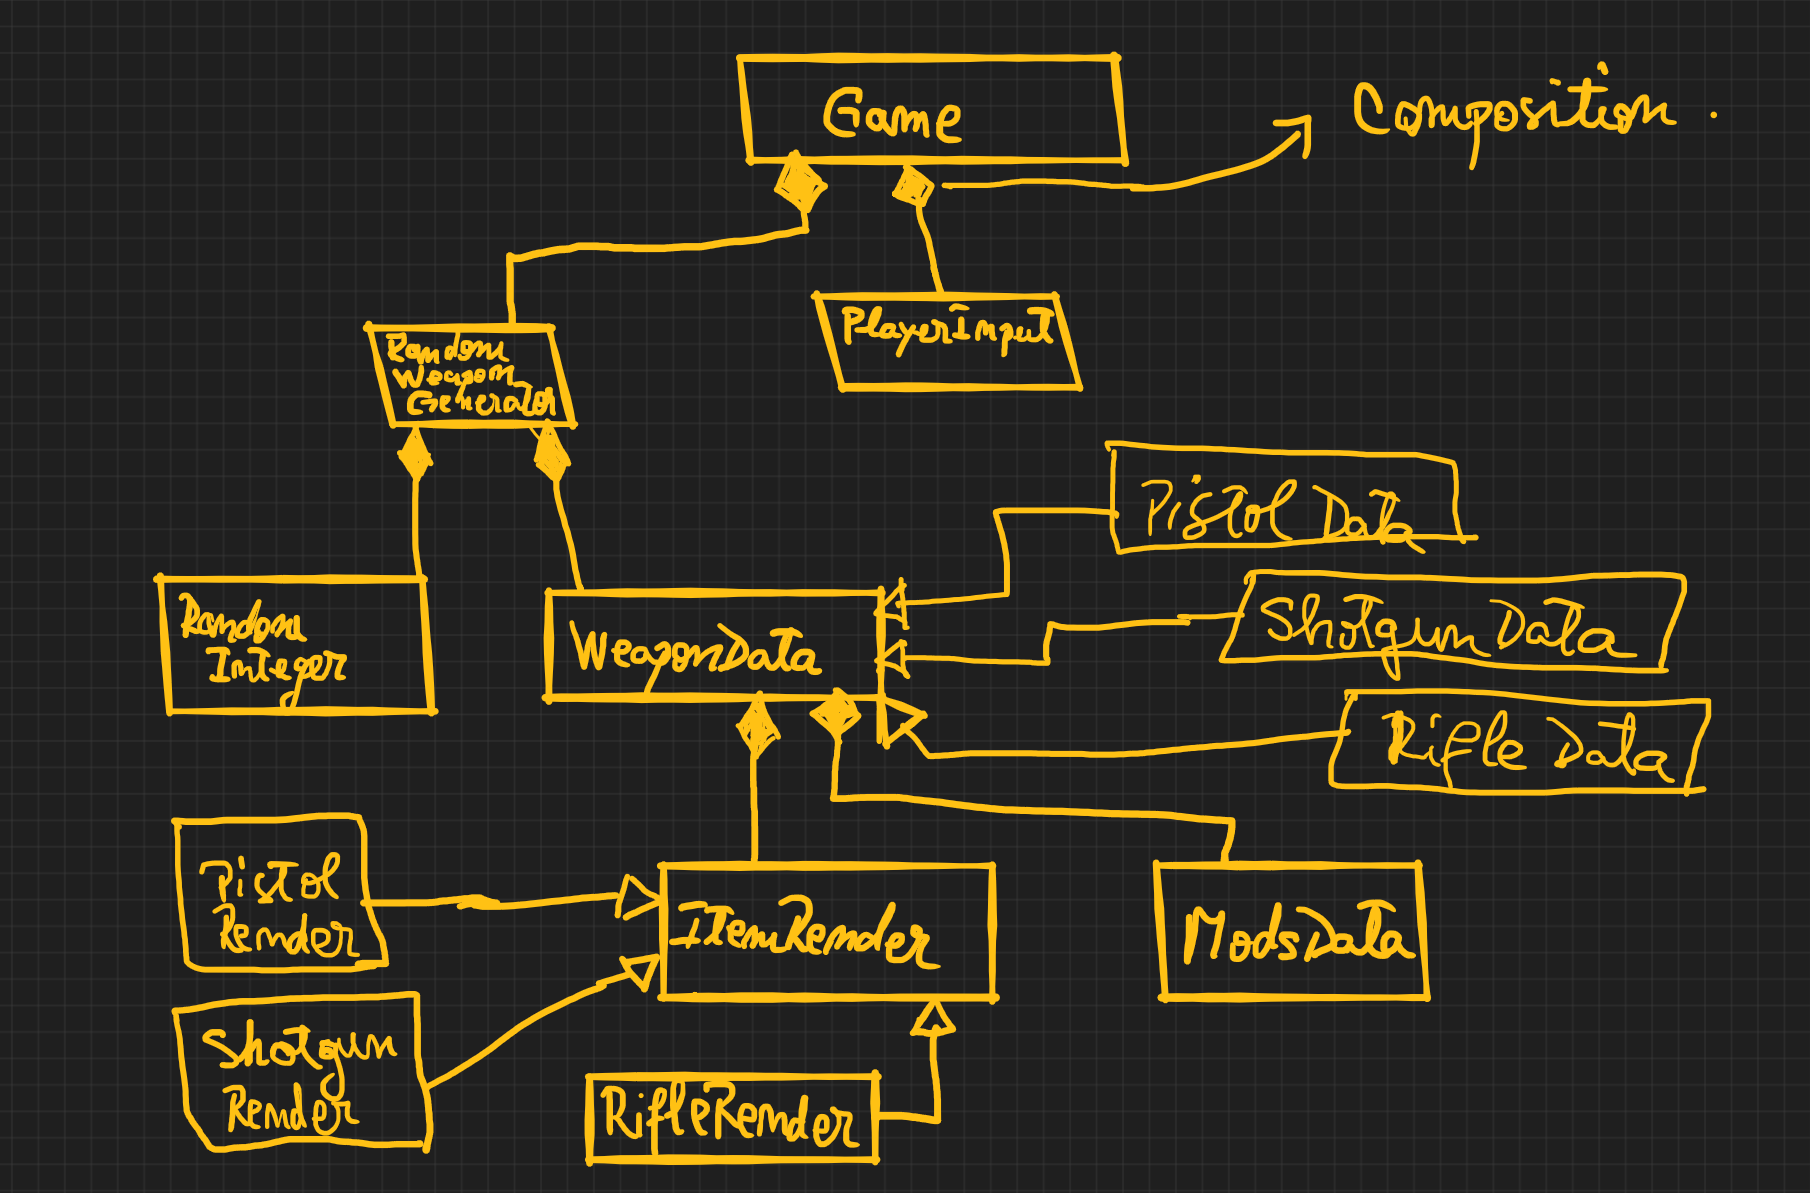 Game
Composition.
PlayerInput
Random
Weapon
Generator
Pistol Data
Shotgun Data
Random
Integer
WeaponData
Rifle Data
Pistol
Render
ItemRender
ModsData
Shotgun
Render
RifleRender